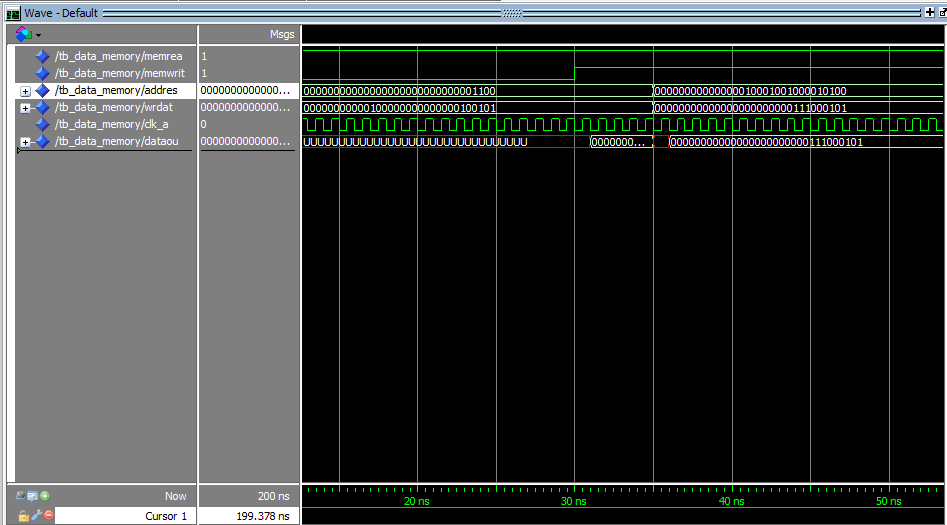 Wave - Default
Msgs
/tb_data_memory/memrea 1
/tb_data_memory/memwrit 1
/tb_data_memory/addres 0000000000000... 00000000000000000000000000001100 00000000000000010001001000010100
/tb_data_memory/wrdat 0000000000000... 00000000001000000000000000100101 00000000000000000000000111000101
/tb_data_memory/clk_a 0
/tb_data_memory/dataou 0000000000000... UUUUUUUUUUUUUUUUUUUUUUUUUUUUUUUU 0000000... 00000000000000000000000111000101
Now 200 ns 20 ns 30 ns 40 ns 50 ns
Cursor 1 199.378 ns